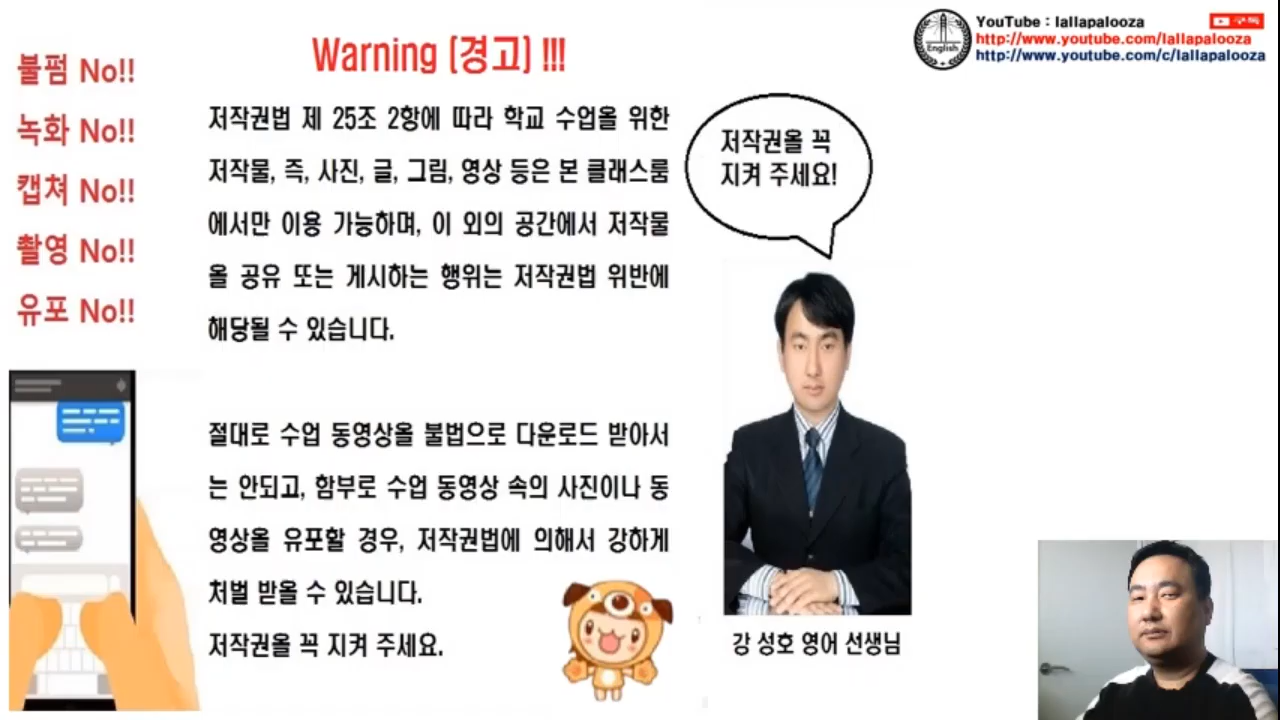 불펌 No!!
녹화 No!!
캡쳐 No!!
촬영 No!!
유포 No!!
Warning (경고) !!!
저작권법 제 25조 2항에 따라 학교 수업을 위한
저작물, 즉, 사진, 글, 그림, 영상 등은 본 클래스룸
에서만 이용 가능하며, 이 외의 공간에서 저작물
을 공유 또는 게시하는 행위는 저작권법 위반에
해당될 수 있습니다.
절대로 수업 동영상을 불법으로 다운로드 받아서
는 안되고, 함부로 수업 동영상 속의 사진이나 동
영상을 유포할 경우, 저작권법에 의해서 강하게
처벌 받을 수 있습니다.
저작권을 꼭 지켜 주세요.
저작권을 꼭
지켜 주세요!
강 성호 영어 선생님
English
YouTube : lallapalooza
구독
http://www.youtube.com/lallapalooza
http://www.youtube.com/c/lallapalooza